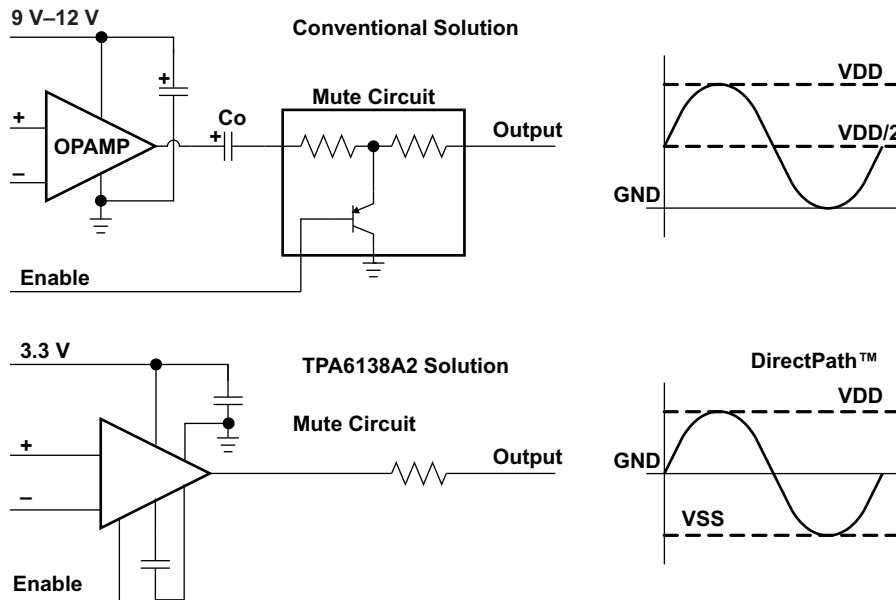 9 V–12 V
Conventional Solution
+
Mute Circuit
VDD
+
OPAMP
–
+
Co
Output
VDD/2
GND
Enable
3.3 V
TPA6138A2 Solution
DirectPath™
VDD
Mute Circuit
+
–
Output
GND
VSS
Enable